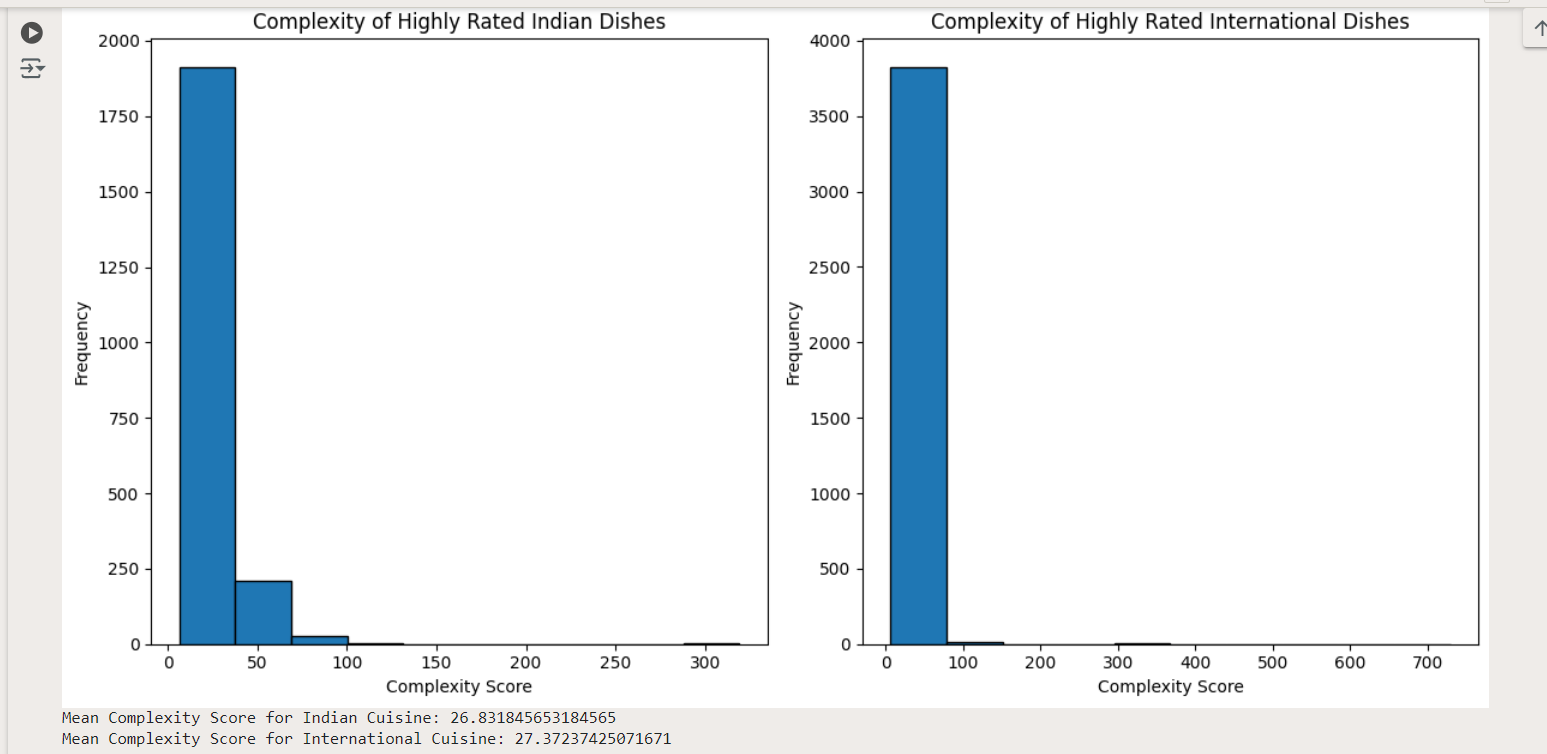 Complexity of Highly Rated Indian Dishes
2000
1750
1500
1250
1000
750
500
250
0
Frequency
0 50 100 150 200 250 300
Complexity Score
Complexity of Highly Rated International Dishes
4000
3500
3000
2500
2000
1500
1000
500
0
Frequency
0 100 200 300 400 500 600 700
Complexity Score
Mean Complexity Score for Indian Cuisine: 26.831845653184565
Mean Complexity Score for International Cuisine: 27.37237425071671